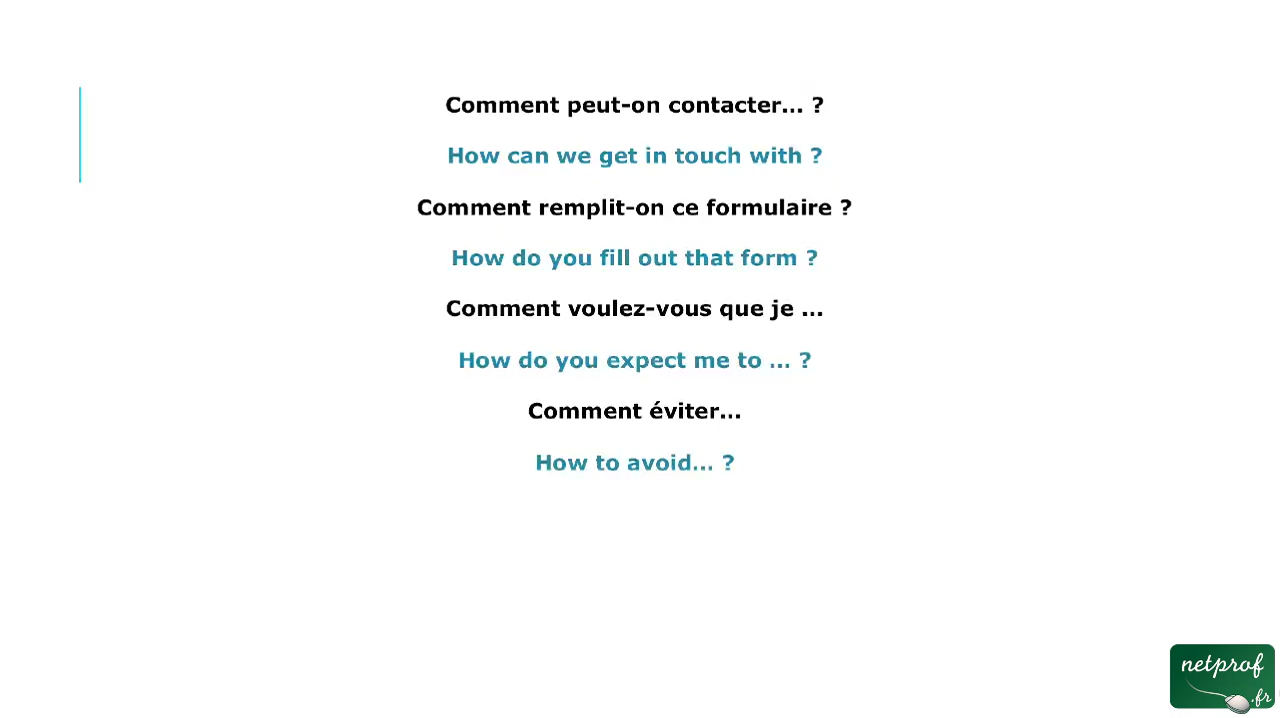 Comment peut-on contacter... ?
How can we get in touch with ?
Comment remplit-on ce formulaire ?
How do you fill out that form ?
Comment voulez-vous que je ...
How do you expect me to ... ?
Comment éviter...
How to avoid... ?
netprof
.fr